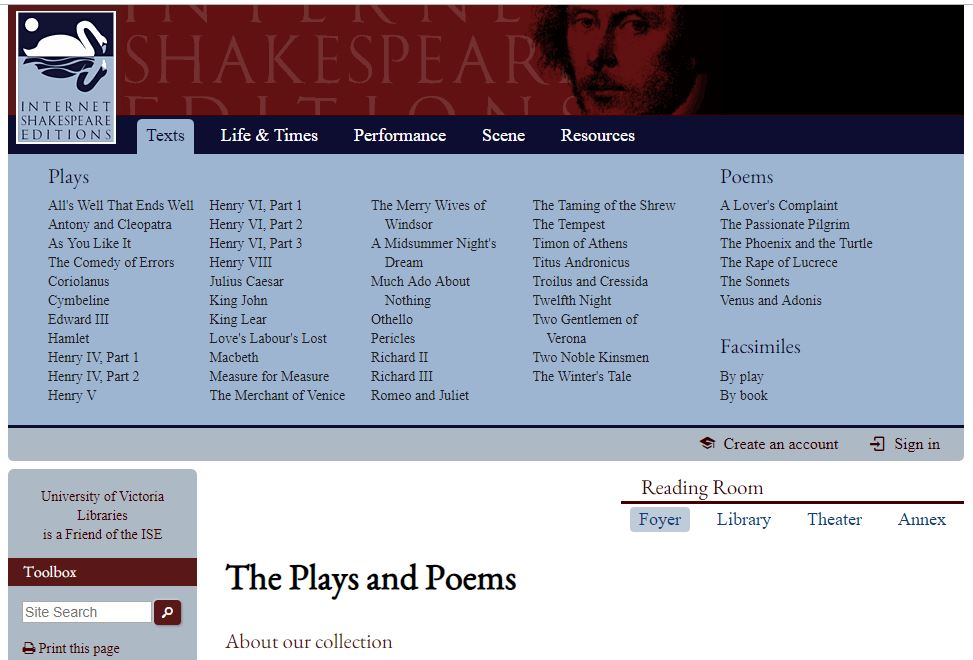 INTERNET
SHAKESPEARE
EDITIONS
INTERNET
SHAKESPEARE
EDITIONS
Texts
Life & Times
Performance
Scene
Resources
Plays
All's Well That Ends Well
Antony and Cleopatra
As You Like It
The Comedy of Errors
Coriolanus
Cymbeline
Edward III
Hamlet
Henry IV, Part 1
Henry IV, Part 2
Henry V
Henry VI, Part 1
Henry VI, Part 2
Henry VI, Part 3
Henry VIII
Julius Caesar
King John
King Lear
Love's Labour's Lost
Macbeth
Measure for Measure
The Merchant of Venice
The Merry Wives of
Windsor
A Midsummer Night's
Dream
Much Ado About
Nothing
Othello
Pericles
Richard II
Richard III
Romeo and Juliet
The Taming of the Shrew
The Tempest
Timon of Athens
Titus Andronicus
Troilus and Cressida
Twelfth Night
Two Gentlemen of
Verona
Two Noble Kinsmen
The Winter's Tale
Poems
A Lover's Complaint
The Passionate Pilgrim
The Phoenix and the Turtle
The Rape of Lucrece
The Sonnets
Venus and Adonis
Facsimiles
By play
By book
Create an account
Sign in
University of Victoria
Libraries
is a Friend of the ISE
Toolbox
Site Search
Print this page
Reading Room
Foyer
Library
Theater
Annex
The Plays and Poems
About our collection